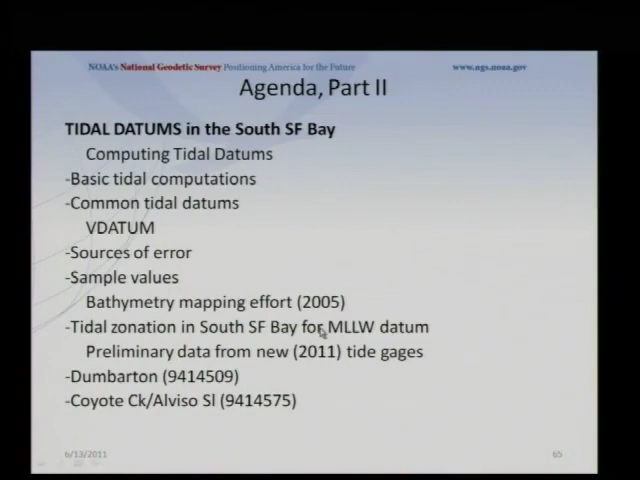 NOAA's National Geodetic Survey Positioning America for the Future
www.ngs.noaa.gov
Agenda, Part II
TIDAL DATUMS in the South SF Bay
Computing Tidal Datums
-Basic tidal computations
-Common tidal datums
VDATUM
-Sources of error
-Sample values
Bathymetry mapping effort (2005)
-Tidal zonation in South SF Bay for MLLW datum
Preliminary data from new (2011) tide gages
-Dumbarton (9414509)
-Coyote Ck/Alviso Sl (9414575)
6/13/2011
65